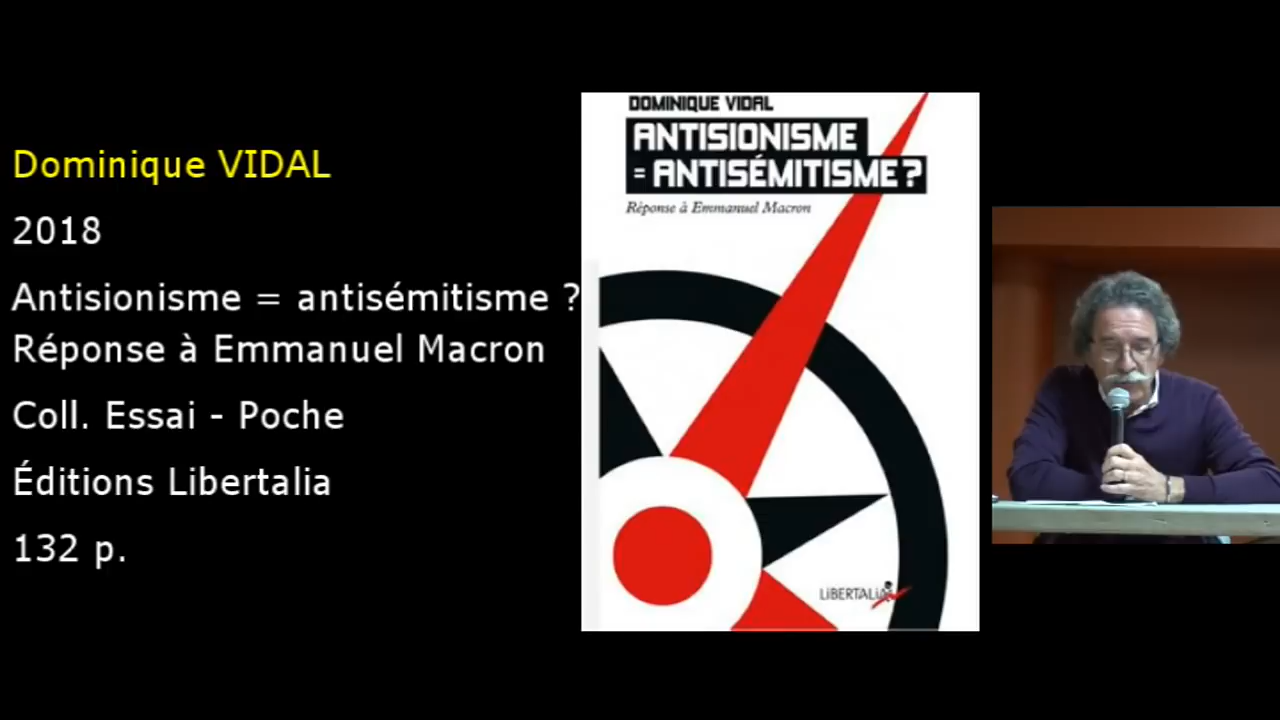 Dominique VIDAL
2018
Antisionisme = antisémitisme ?
Réponse à Emmanuel Macron
Coll. Essai - Poche
Éditions Libertalia
132 p.
DOMINIQUE VIDAL
ANTISIONISME
= ANTISÉMITISME?
Réponse à Emmanuel Macron
LIBERTALIA